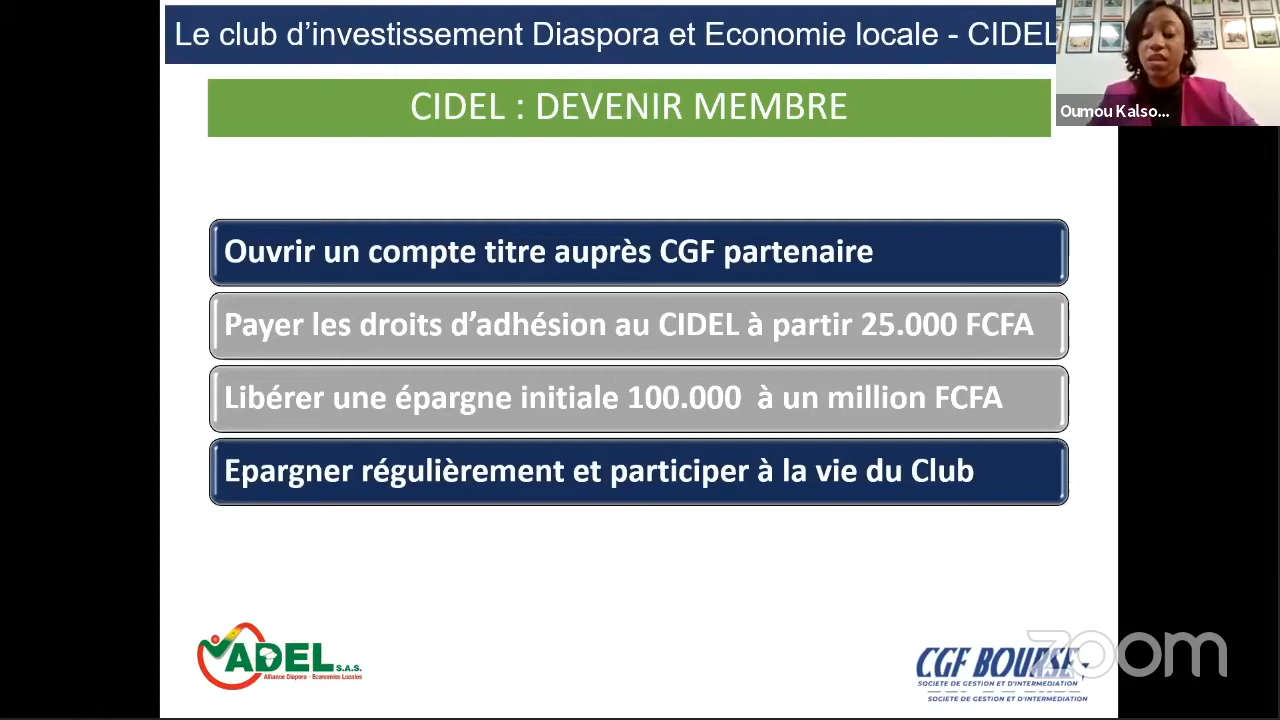 Le club d’investissement Diaspora et Economie locale - CIDEL
CIDEL : DEVENIR MEMBRE
Oumou Kalso...
Ouvrir un compte titre auprès CGF partenaire
Payer les droits d’adhésion au CIDEL à partir 25.000 FCFA
Libérer une épargne initiale 100.000 à un million FCFA
Epargner régulièrement et participer à la vie du Club
ADEL S.A.S.
Alliance Diapora - Economies Locales
CGF BOURSE
zoom
SOCIETE DE GESTION ET D'INTERMEDIATION
SOCIETE DE GESTION ET D'INTERMEDIATION